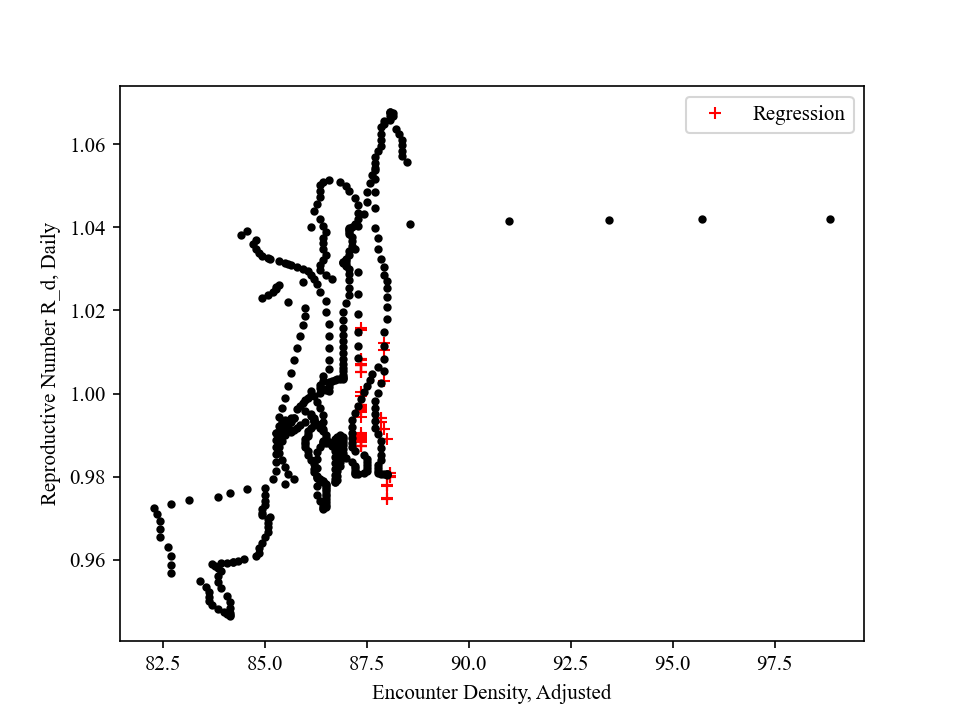 Regression
1.06
1.04
1.02
1.00
0.98
0.96
Reproductive Number R_d, Daily
82.5 85.0 87.5 90.0 92.5 95.0 97.5
Encounter Density, Adjusted